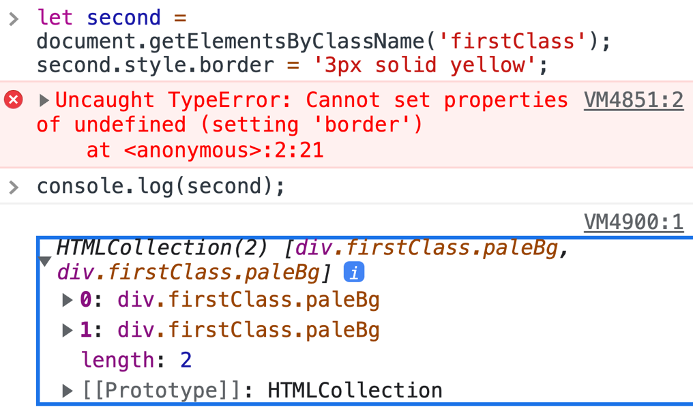 let second =
document.getElementsByClassName('firstClass');
second.style.border = '3px solid yellow';
Uncaught TypeError: Cannot set properties VM4851:2
of undefined (setting 'border')
at <anonymous>:2:21
console.log(second);
VM4900:1
HTMLCollection(2) [div.firstClass.paleBg,
div.firstClass.paleBg] i
0: div.firstClass.paleBg
1: div.firstClass.paleBg
length: 2
[[Prototype]]: HTMLCollection